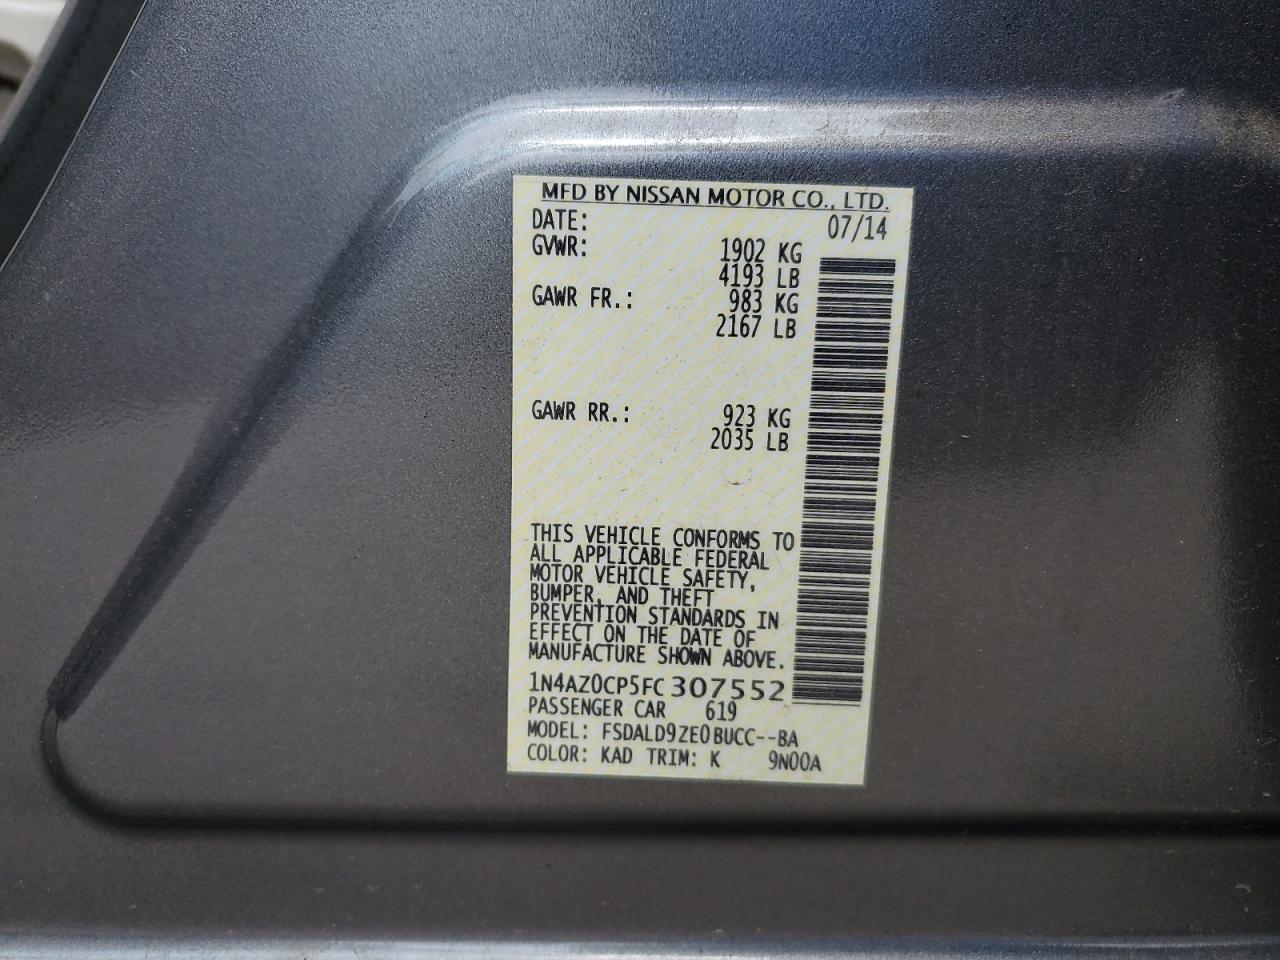 MFD BY NISSAN MOTOR CO., LTD.
DATE: 07/14
GVWR: 1902 KG
4193 LB
GAWR FR.: 983 KG
2167 LB
GAWR RR.: 923 KG
2035 LB
THIS VEHICLE CONFORMS TO
ALL APPLICABLE FEDERAL
MOTOR VEHICLE SAFETY,
BUMPER, AND THEFT
PREVENTION STANDARDS IN
EFFECT ON THE DATE OF
MANUFACTURE SHOWN ABOVE.
1N4AZ0CP5FC307552
PASSENGER CAR 619
MODEL: FSDALD9ZE0BUCC--BA
COLOR: KAD TRIM: K 9N00A